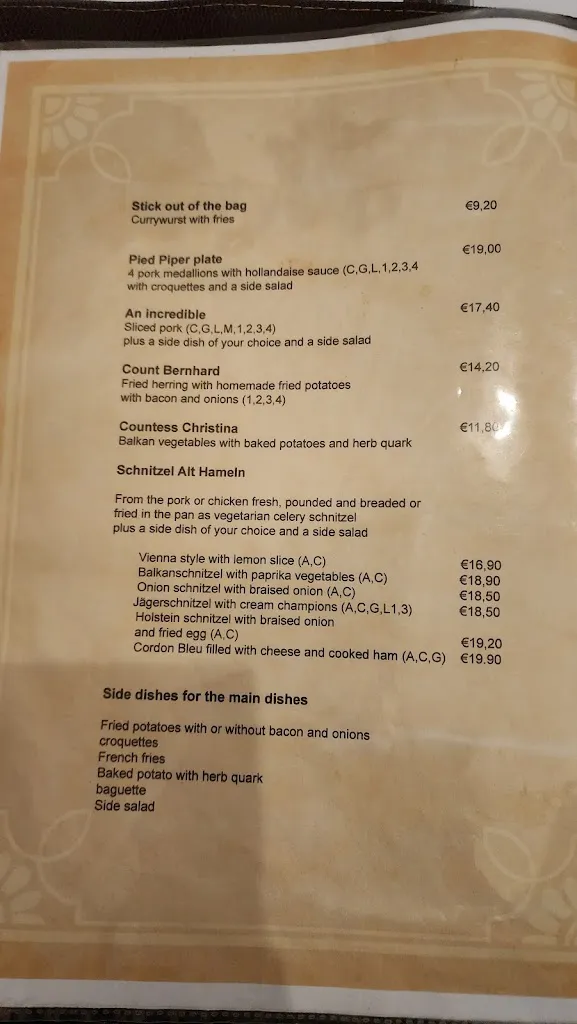 Stick out of the bag €9,20
Currywurst with fries
Pied Piper plate €19,00
4 pork medallions with hollandaise sauce (C,G,L,1,2,3,4
with croquettes and a side salad
An incredible €17,40
Sliced pork (C,G,L,M,1,2,3,4)
plus a side dish of your choice and a side salad
Count Bernhard €14,20
Fried herring with homemade fried potatoes
with bacon and onions (1,2,3,4)
Countess Christina €11,80
Balkan vegetables with baked potatoes and herb quark
Schnitzel Alt Hameln
From the pork or chicken fresh, pounded and breaded or
fried in the pan as vegetarian celery schnitzel
plus a side dish of your choice and a side salad
Vienna style with lemon slice (A,C) €16,90
Balkanschnitzel with paprika vegetables (A,C) €18,90
Onion schnitzel with braised onion (A,C) €18,50
Jägerschnitzel with cream champions (A,C,G,L1,3) €18,50
Holstein schnitzel with braised onion
and fried egg (A,C) €19,20
Cordon Bleu filled with cheese and cooked ham (A,C,G) €19.90
Side dishes for the main dishes
Fried potatoes with or without bacon and onions
croquettes
French fries
Baked potato with herb quark
baguette
Side salad